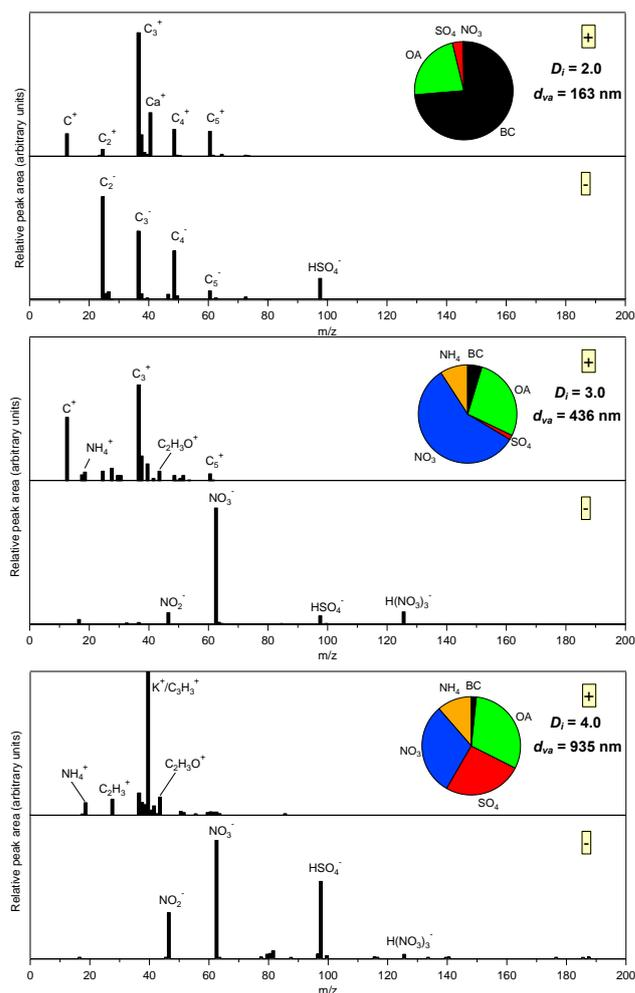 Relative peak area (arbitrary units)
C⁺
C₂⁺
C₃⁺
Ca⁺
C₄⁺
C₅⁺
SO₄ NO₃
OA
BC
+
Dᵢ = 2.0
dᵥₐ = 163 nm
C₂⁻
C₃⁻
C₄⁻
C₅⁻
HSO₄⁻
-
0 20 40 60 80 100 120 140 160 180 200
m/z
Relative peak area (arbitrary units)
C⁺
NH₄⁺
C₃⁺
C₂H₃O⁺
C₅⁺
NH₄ BC
OA
SO₄
NO₃
+
Dᵢ = 3.0
dᵥₐ = 436 nm
NO₂⁻
NO₃⁻
HSO₄⁻
H(NO₃)₃⁻
-
0 20 40 60 80 100 120 140 160 180 200
m/z
Relative peak area (arbitrary units)
NH₄⁺
C₂H₃⁺
K⁺/C₃H₃⁺
C₂H₃O⁺
NH₄ BC
OA
NO₃
SO₄
+
Dᵢ = 4.0
dᵥₐ = 935 nm
NO₂⁻
NO₃⁻
HSO₄⁻
H(NO₃)₃⁻
-
0 20 40 60 80 100 120 140 160 180 200
m/z